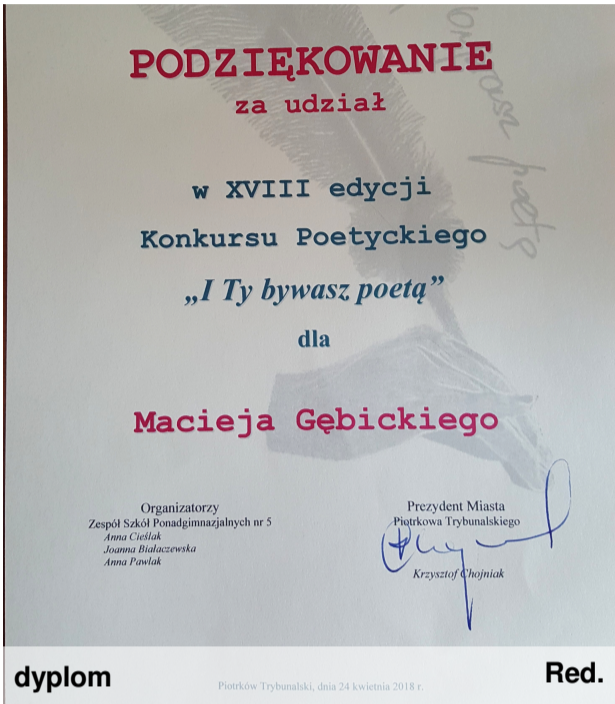 PODZIĘKOWANIE
za udział
w XVIII edycji
Konkursu Poetyckiego
„I Ty bywasz poetą”
dla
Macieja Gębickiego
Organizatorzy
Zespół Szkół Ponadgimnazjalnych nr 5
Anna Cieślak
Joanna Białaczewska
Anna Pawlak
Prezydent Miasta
Piotrkowa Trybunalskiego
Krzysztof Chojniak
dyplom
Piotrków Trybunalski, dnia 24 kwietnia 2018 r.
Red.